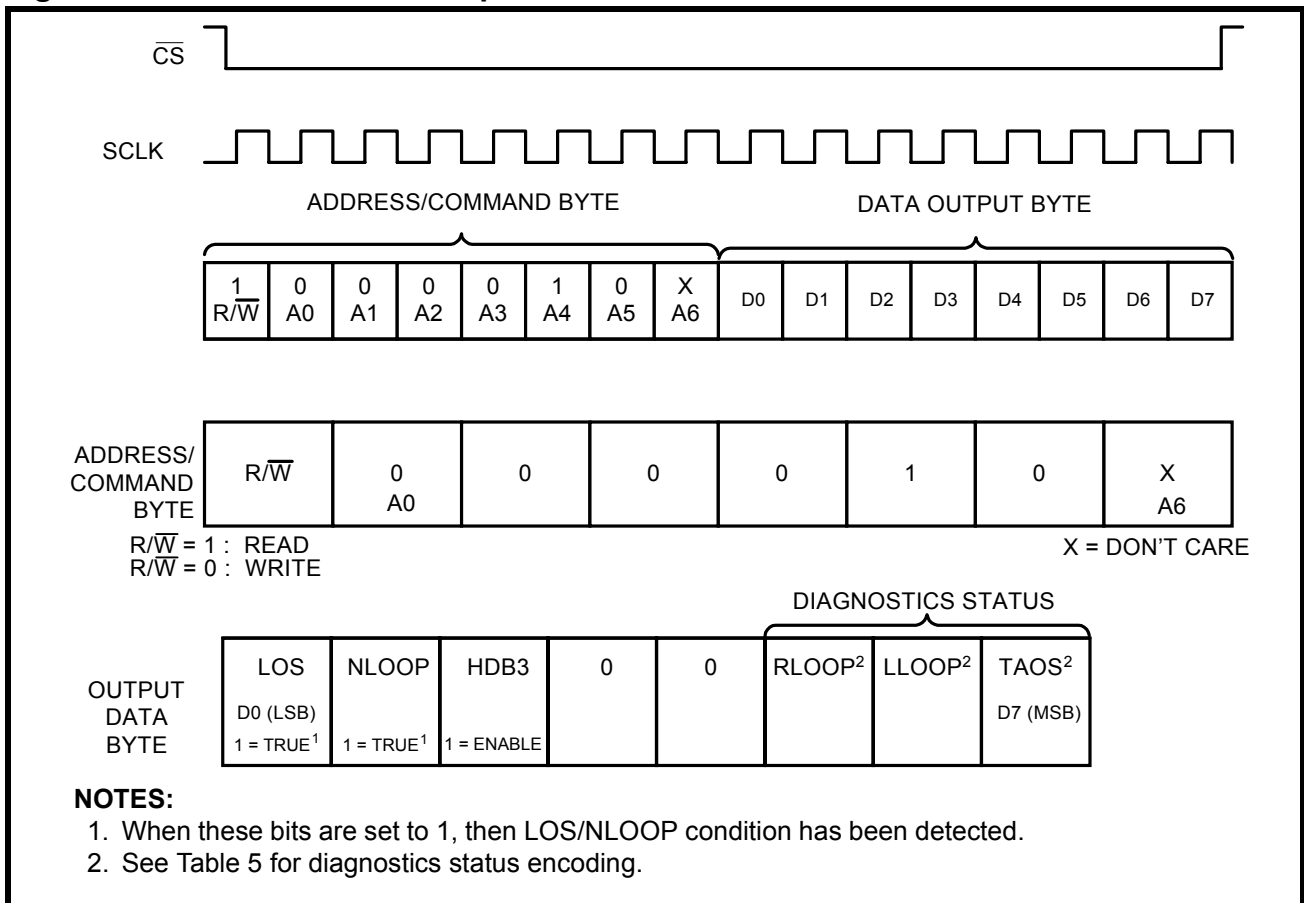 CS
SCLK
ADDRESS/COMMAND BYTE DATA OUTPUT BYTE
1 0 0 0 0 1 0 X
R/W A0 A1 A2 A3 A4 A5 A6 D0 D1 D2 D3 D4 D5 D6 D7
ADDRESS/
COMMAND
BYTE
R/W 0 0 0 0 1 0 X
A0 A6
R/W = 1 : READ
R/W = 0 : WRITE
X = DON'T CARE
DIAGNOSTICS STATUS
OUTPUT
DATA
BYTE
LOS NLOOP HDB3 0 0 RLOOP² LLOOP² TAOS²
D0 (LSB) D7 (MSB)
1 = TRUE¹ 1 = TRUE¹ 1 = ENABLE
NOTES:
1. When these bits are set to 1, then LOS/NLOOP condition has been detected.
2. See Table 5 for diagnostics status encoding.